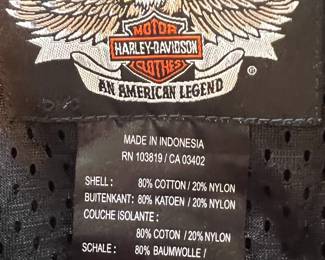 MOTOR
HARLEY-DAVIDSON
CLOTHES
®
AN AMERICAN LEGEND
MADE IN INDONESIA
RN 103819 / CA 03402
SHELL : 80% COTTON / 20% NYLON
BUITENKANT: 80% KATOEN / 20% NYLON
COUCHE ISOLANTE :
80% COTON / 20% NYLON
SCHALE : 80% BAUMWOLLE /